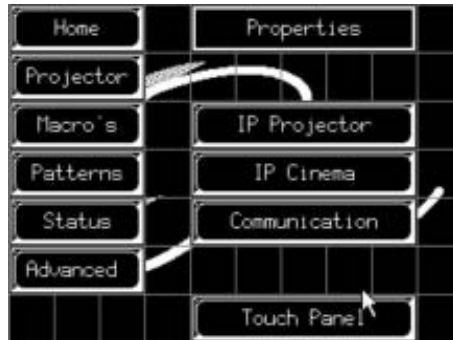 Home
Properties
Projector
Macro's
IP Projector
Patterns
IP Cinema
Status
Communication
Advanced
Touch Panel